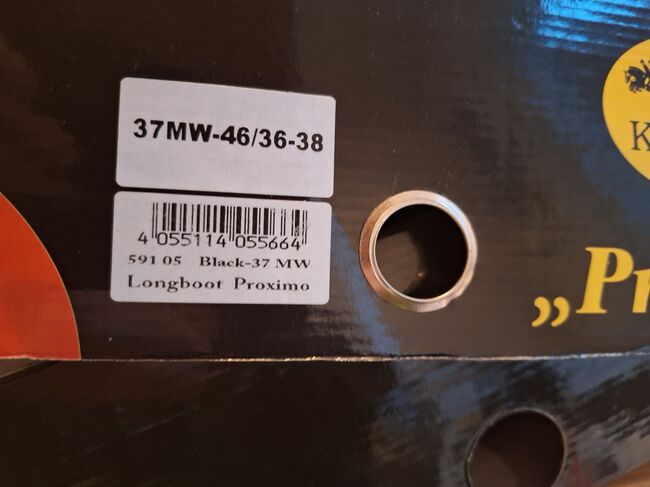 37MW-46/36-38
4 055114 055664
591 05 Black-37 MW
Longboot Proximo
K
„Pr